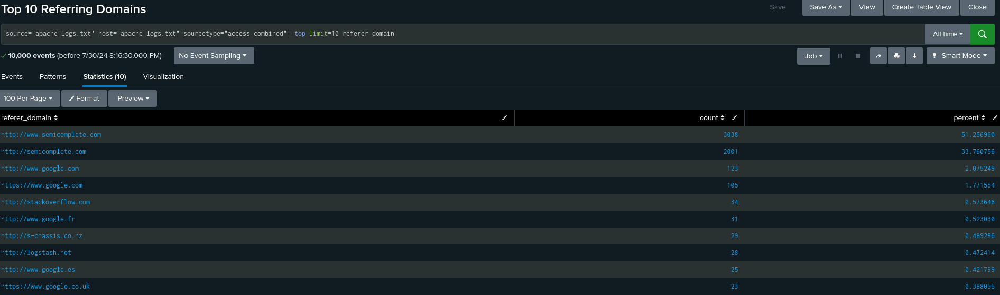 Top 10 Referring Domains
Save Save As View Create Table View Close
source="apache_logs.txt" host="apache_logs.txt" sourcetype="access_combined"| top limit=10 referer_domain
All time
10,000 events (before 7/30/24 8:16:30.000 PM) No Event Sampling Job Smart Mode
Events Patterns Statistics (10) Visualization
100 Per Page Format Preview
referer_domain count percent
http://www.semicomplete.com 3038 51.256960
http://semicomplete.com 2001 33.760756
http://www.google.com 123 2.075249
https://www.google.com 105 1.771554
http://stackoverflow.com 34 0.573646
http://www.google.fr 31 0.523030
http://s-chassis.co.nz 29 0.489286
http://logstash.net 28 0.472414
http://www.google.es 25 0.421799
https://www.google.co.uk 23 0.388055